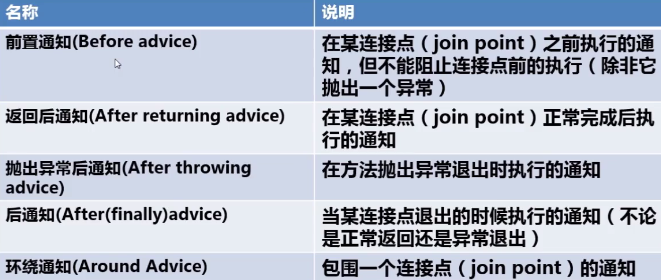 名称
说明
前置通知(Before advice)
在某连接点（join point）之前执行的通
知，但不能阻止连接点前的执行（除非它
抛出一个异常）
返回后通知(After returning advice)
在某连接点（join point）正常完成后执
行的通知
抛出异常后通知(After throwing
advice)
在方法抛出异常退出时执行的通知
后通知(After(finally)advice)
当某连接点退出的时候执行的通知（不论
是正常返回还是异常退出）
环绕通知(Around Advice)
包围一个连接点（join point）的通知